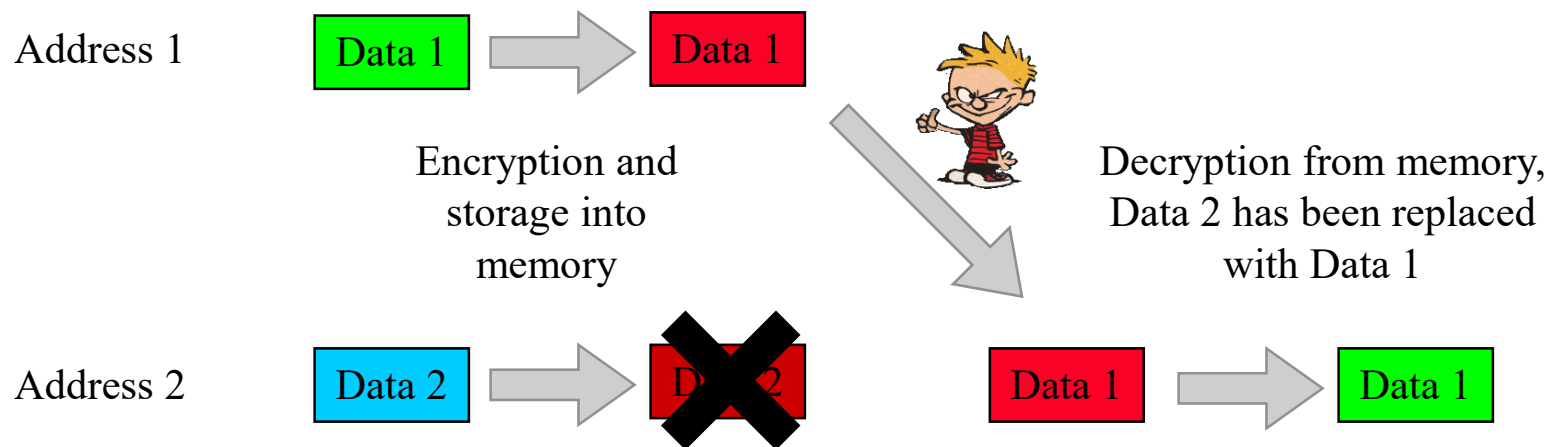 Address 1
Data 1
Data 1
Encryption and
storage into
memory
Decryption from memory,
Data 2 has been replaced
with Data 1
Address 2
Data 2
D 2
Data 1
Data 1